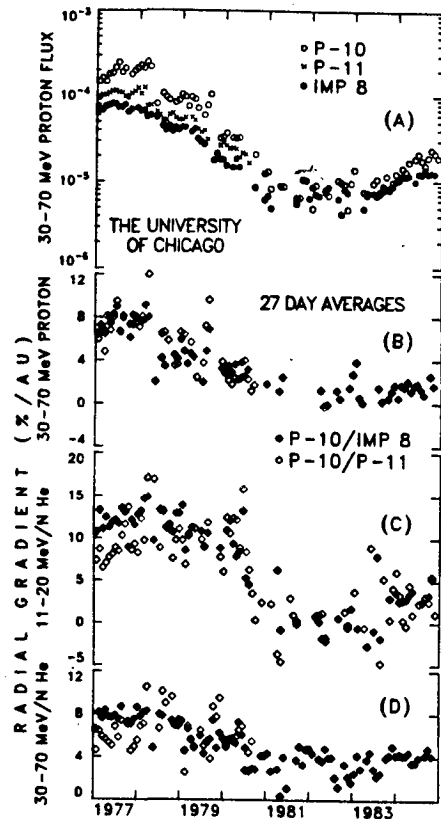 10⁻³
10⁻⁴
10⁻⁵
10⁻⁶
30-70 MeV PROTON FLUX
○ P-10
× P-11
● IMP 8
(A)
THE UNIVERSITY
OF CHICAGO
12
8
4
0
-4
30-70 MeV PROTON
27 DAY AVERAGES
(B)
◆ P-10/IMP 8
◇ P-10/P-11
RADIAL GRADIENT (%/AU)
20
15
10
5
0
-5
11-20 MeV/N He
(C)
12
8
4
0
30-70 MeV/N He
(D)
1977
1979
1981
1983